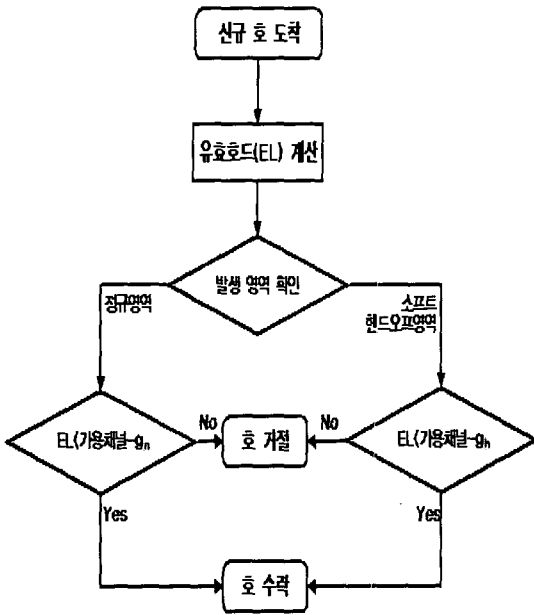 신규 호 도착
유효호드(EL) 계산
발생 영역 확인
정규영역
소프트
핸드오프영역
EL<가용채널-gₙ
No
호 거절
No
EL<가용채널-gₕ
Yes
Yes
호 수락